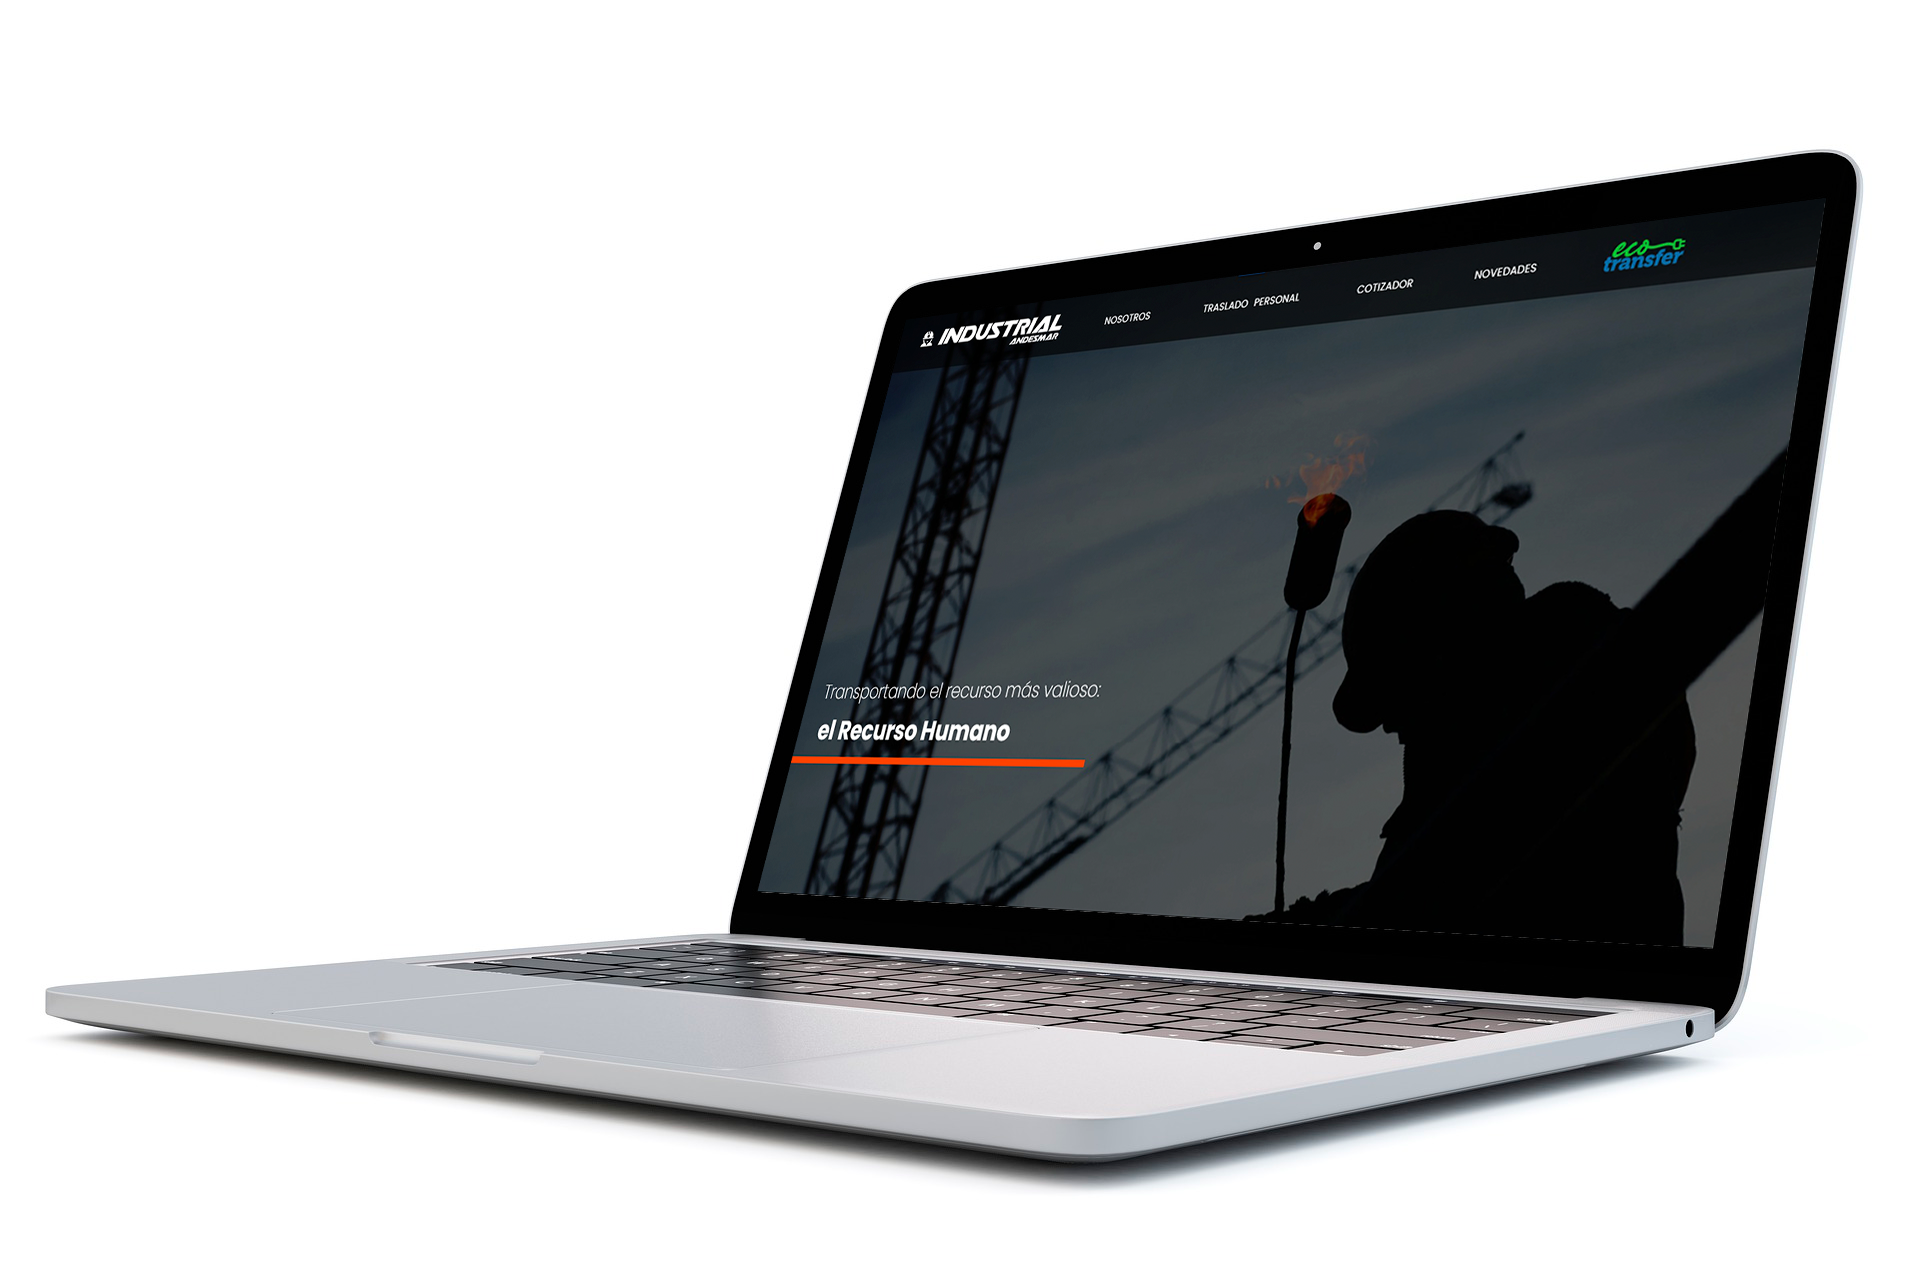 INDUSTRIAL
ANDESMAR
NOSOTROS
TRASLADO PERSONAL
COTIZADOR
NOVEDADES
eco
transfer
Transportando el recurso más valioso:
el Recurso Humano